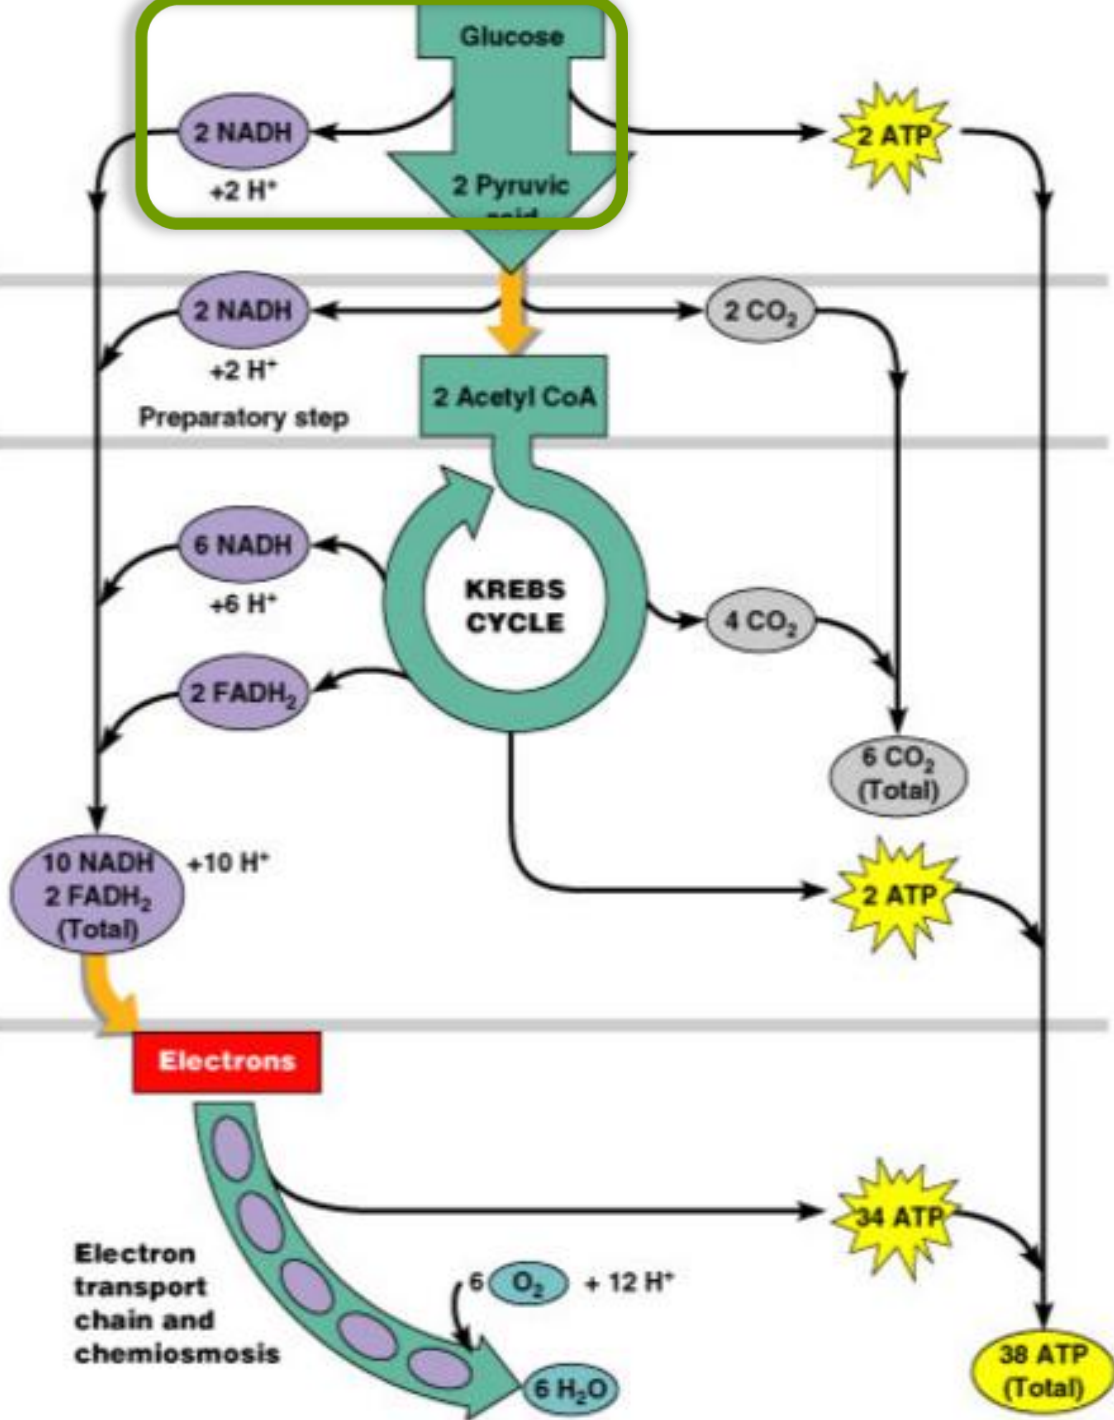 Glucose
2 NADH
+2 H⁺
2 ATP
2 Pyruvic
acid
2 NADH
+2 H⁺
2 CO₂
2 Acetyl CoA
Preparatory step
6 NADH
+6 H⁺
KREBS
CYCLE
4 CO₂
2 FADH₂
6 CO₂
(Total)
10 NADH
2 FADH₂
(Total)
+10 H⁺
2 ATP
Electrons
34 ATP
Electron
transport
chain and
chemiosmosis
6 O₂ + 12 H⁺
6 H₂O
38 ATP
(Total)